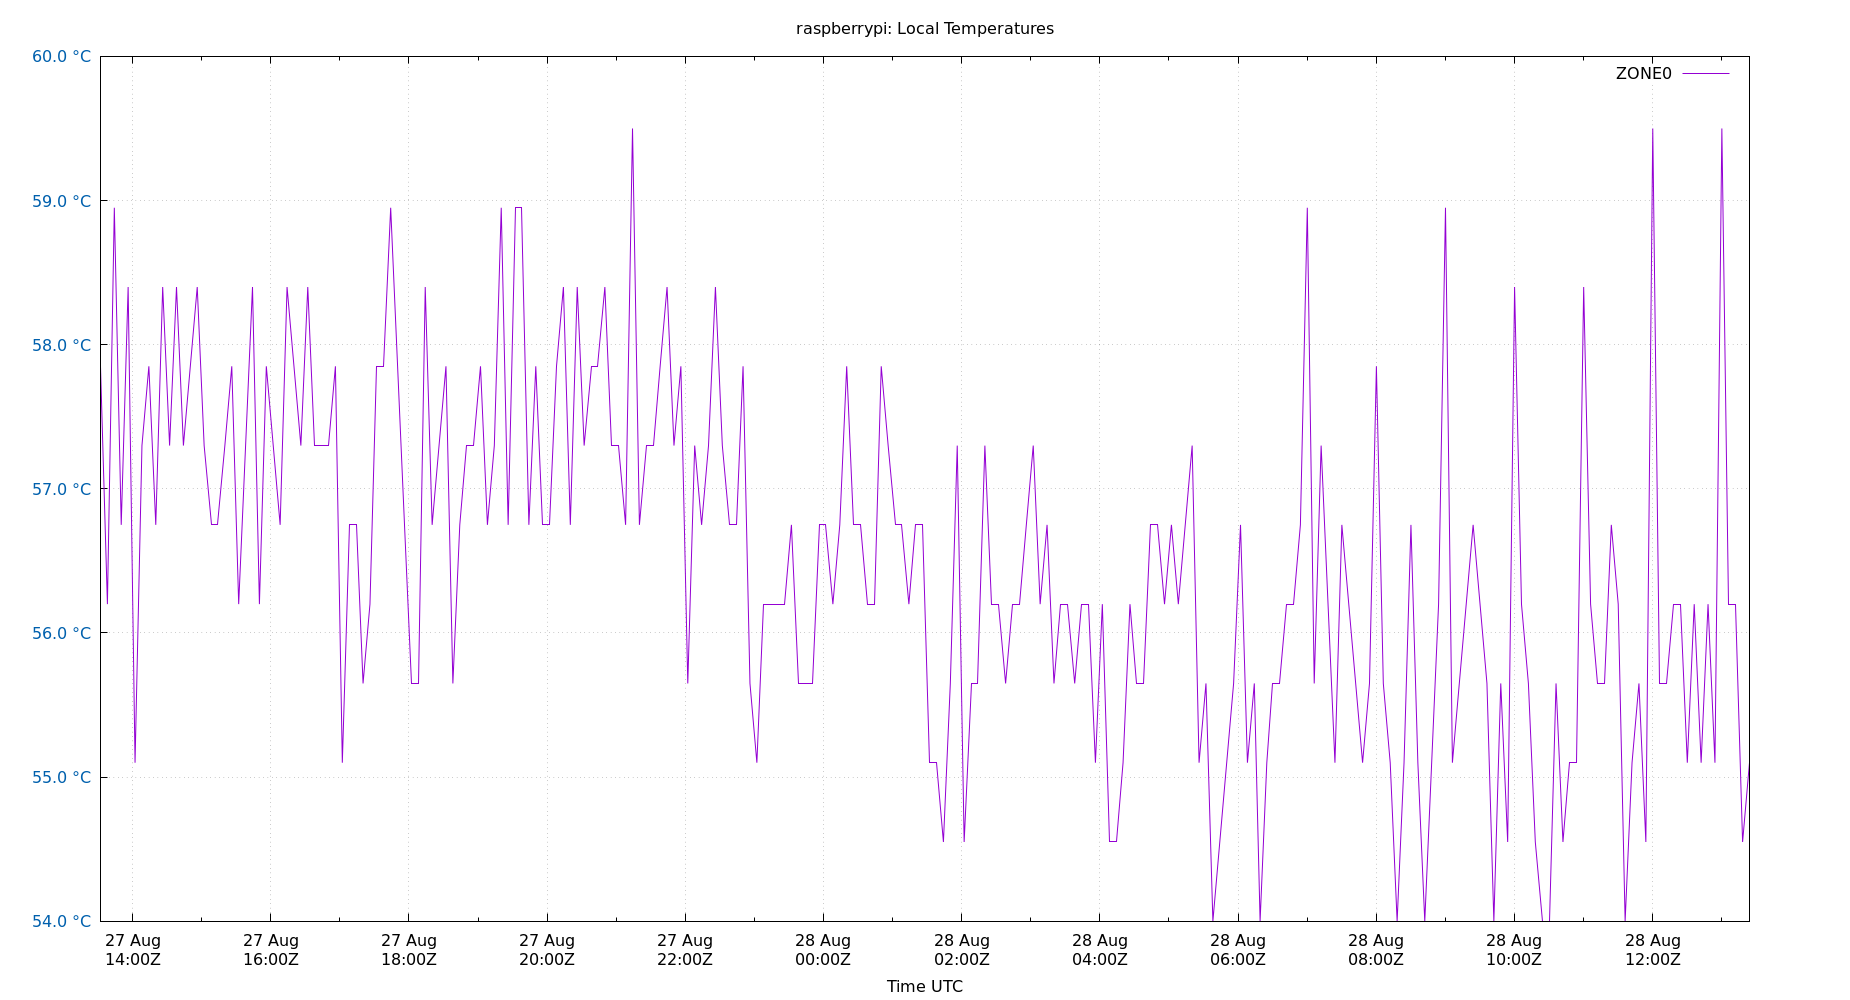 raspberrypi: Local Temperatures
60.0 °C
ZONE0
59.0 °C
58.0 °C
57.0 °C
56.0 °C
55.0 °C
54.0 °C
27 Aug 27 Aug 27 Aug 27 Aug 27 Aug 28 Aug 28 Aug 28 Aug 28 Aug 28 Aug 28 Aug 28 Aug
14:00Z 16:00Z 18:00Z 20:00Z 22:00Z 00:00Z 02:00Z 04:00Z 06:00Z 08:00Z 10:00Z 12:00Z
Time UTC